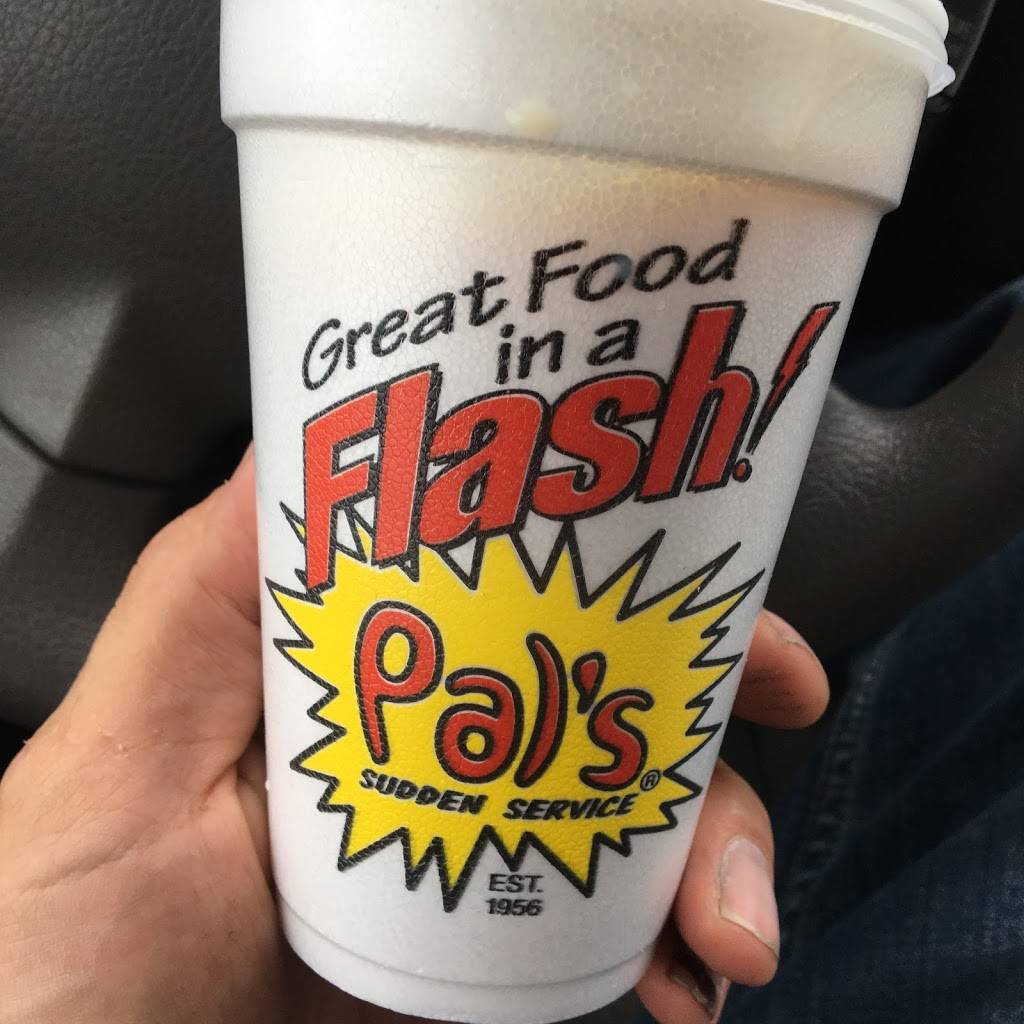 Great Food
in a
Flash!
Pal's®
SUDDEN SERVICE
EST.
1956